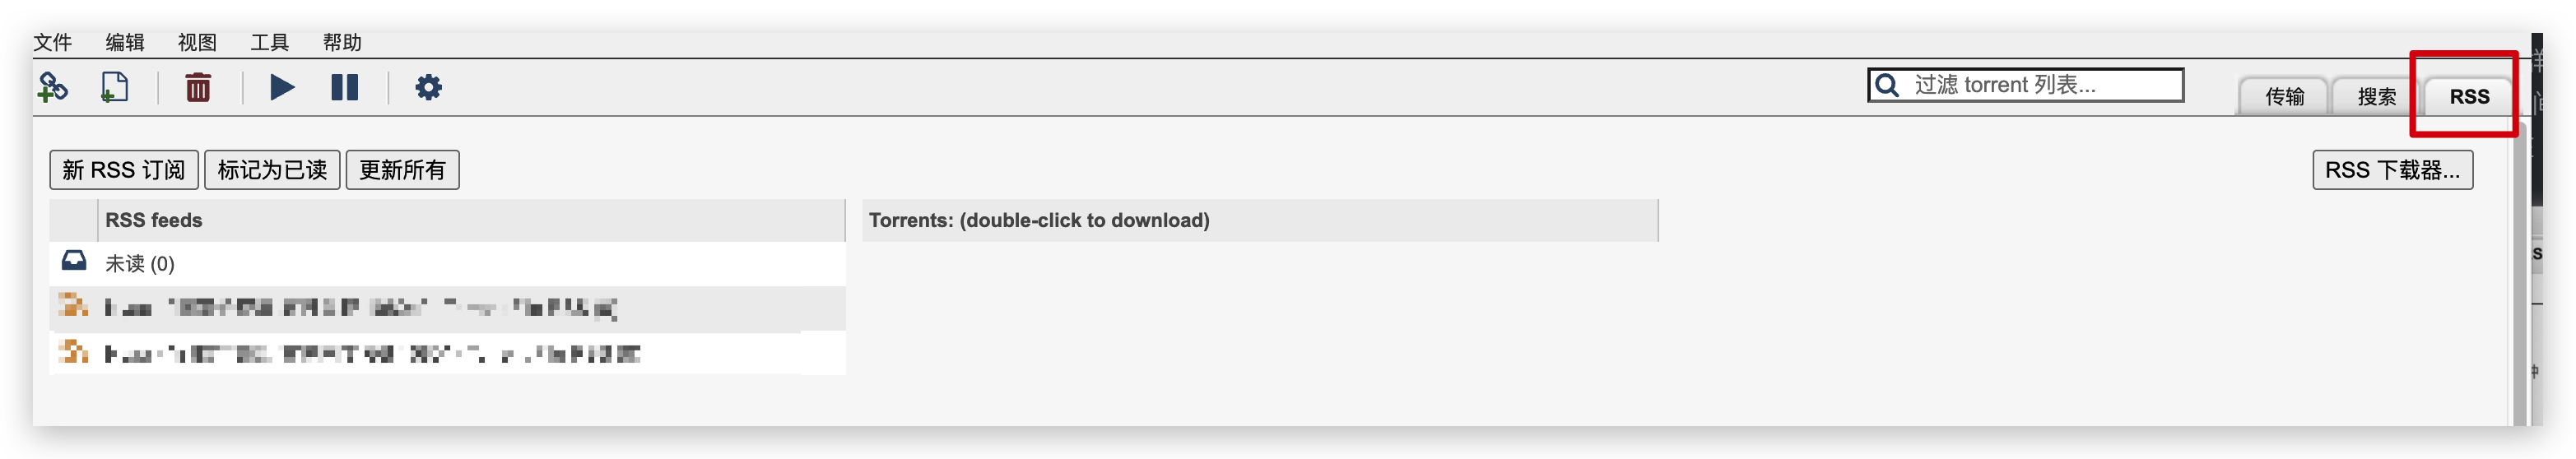 文件 编辑 视图 工具 帮助
过滤 torrent 列表... 传输 搜索 RSS
新 RSS 订阅 标记为已读 更新所有 RSS 下载器...
RSS feeds Torrents: (double-click to download)
未读 (0)